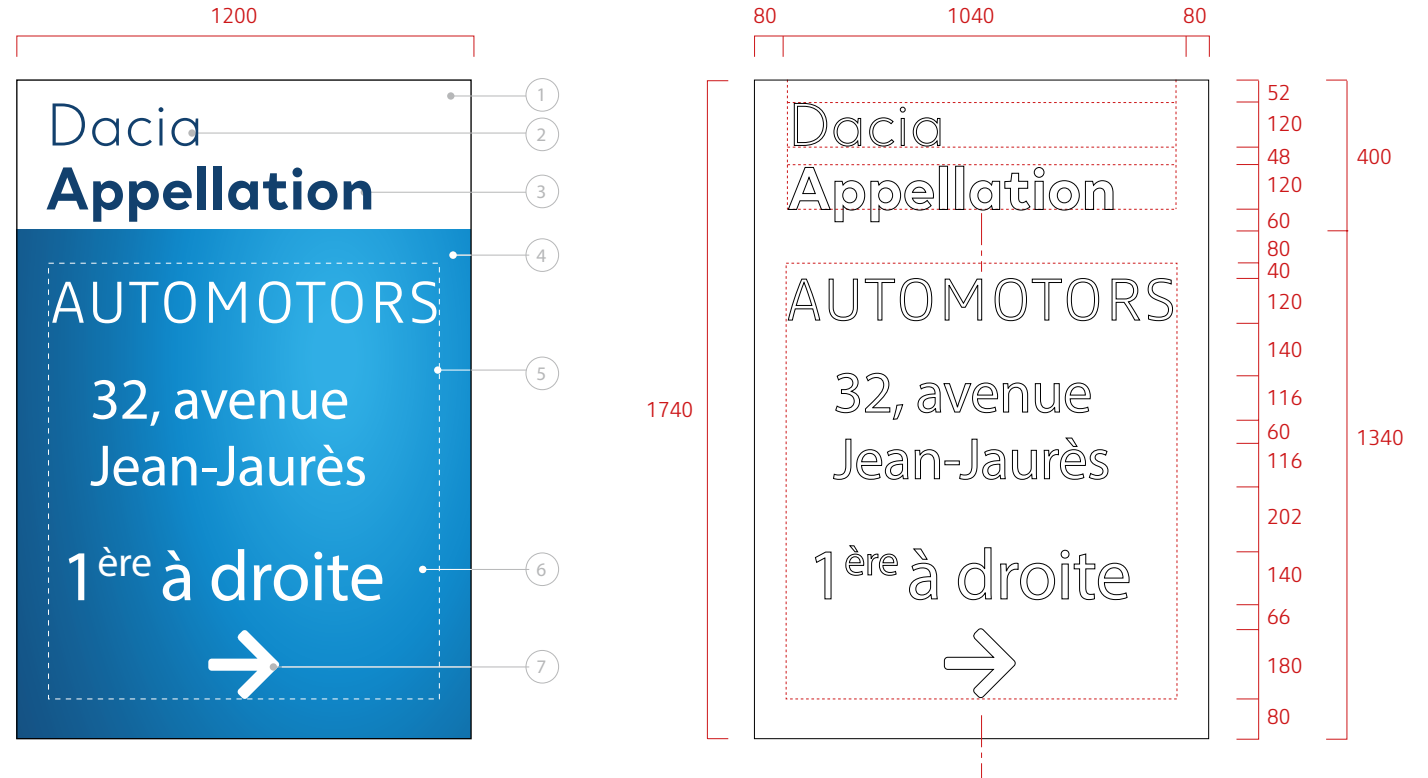 1200
Dacia
Appellation
AUTOMOTORS
32, avenue
Jean-Jaurès
1ère à droite
1
2
3
4
5
6
7
80
1040
80
1740
Dacia
Appellation
AUTOMOTORS
32, avenue
Jean-Jaurès
1ère à droite
52
120
48
120
60
80
40
120
140
116
60
116
202
140
66
180
80
400
1340